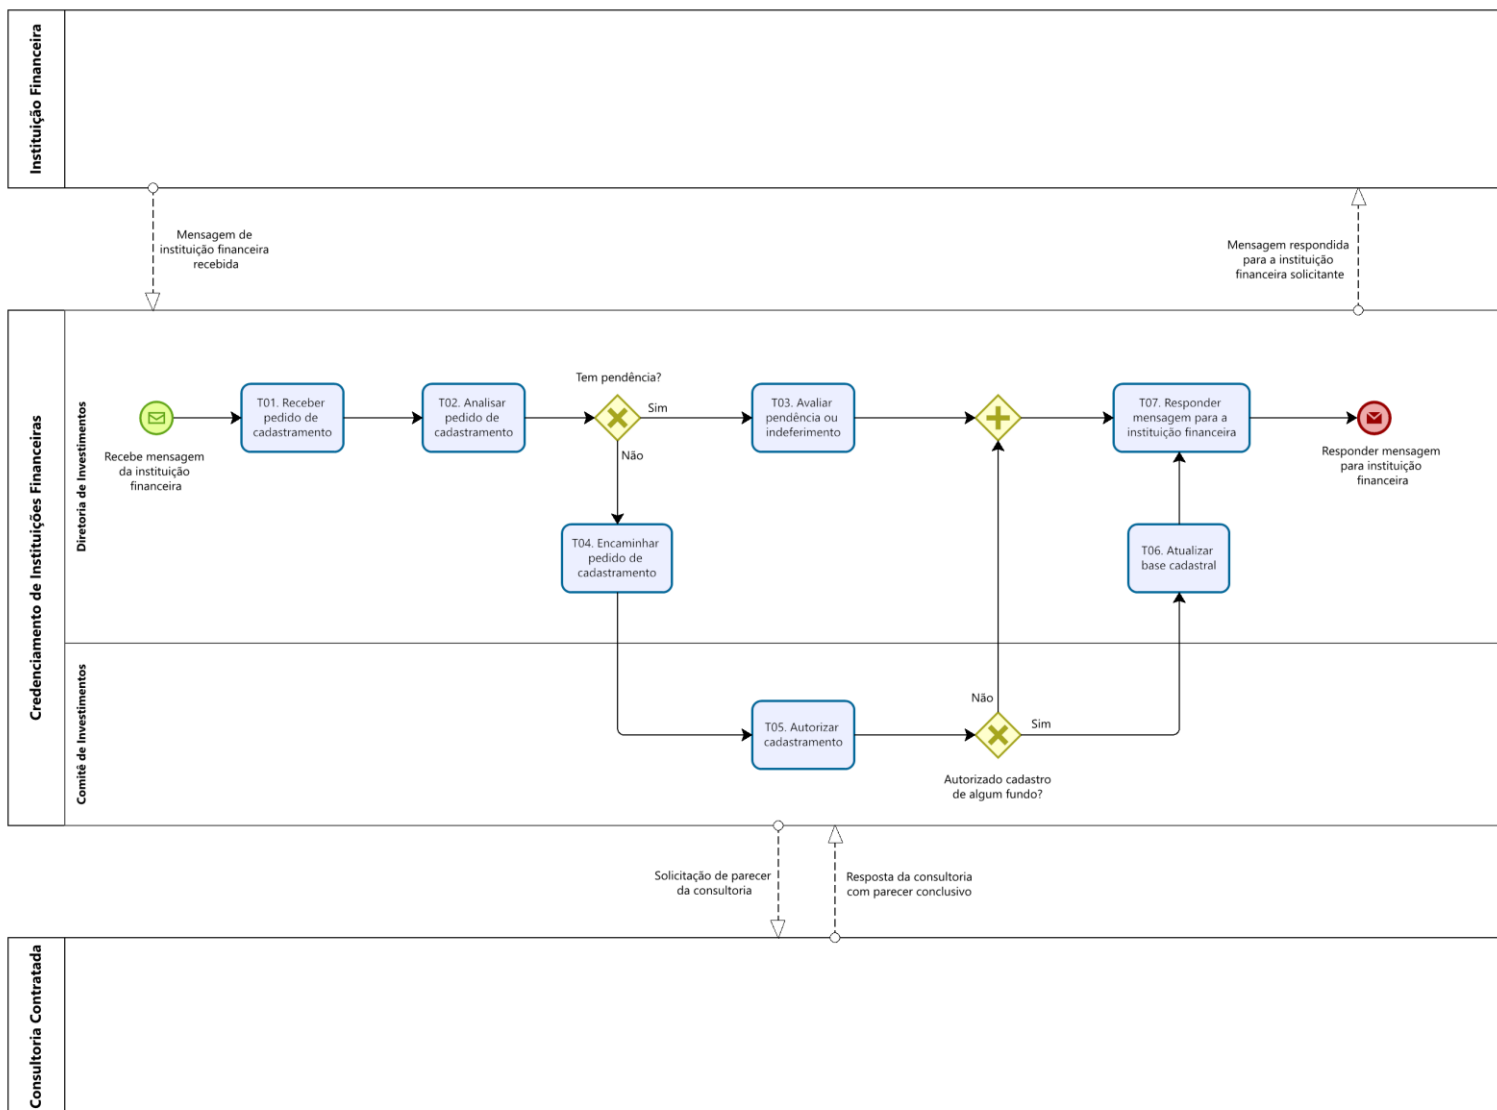 Instituição Financeira
Mensagem de
instituição financeira
recebida
Mensagem respondida
para a instituição
financeira solicitante
Credenciamento de Instituições Financeiras
Diretoria de Investimentos
Recebe mensagem
da instituição
financeira
T01. Receber
pedido de
cadastramento
T02. Analisar
pedido de
cadastramento
Tem pendência?
Sim
Não
T03. Avaliar
pendência ou
indeferimento
T04. Encaminhar
pedido de
cadastramento
T07. Responder
mensagem para a
instituição financeira
Responder mensagem
para instituição
financeira
T06. Atualizar
base cadastral
Comitê de Investimentos
T05. Autorizar
cadastramento
Não
Sim
Autorizado cadastro
de algum fundo?
Solicitação de parecer
da consultoria
Resposta da consultoria
com parecer conclusivo
Consultoria Contratada